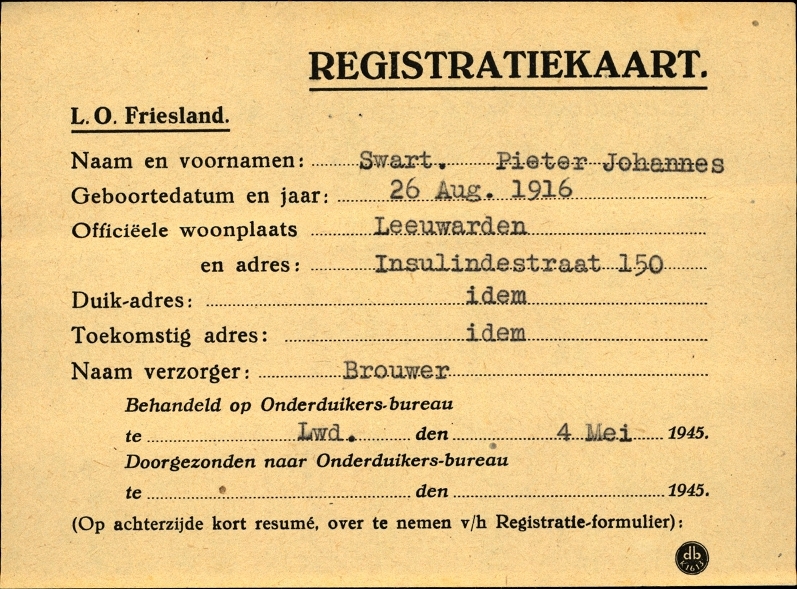 REGISTRATIEKAART.
L.O. Friesland.
Naam en voornamen: Swart. Pieter Johannes
Geboortedatum en jaar: 26 Aug. 1916
Officiëele woonplaats Leeuwarden
en adres: Insulindestraat 150
Duik-adres: idem
Toekomstig adres: idem
Naam verzorger: Brouwer
Behandeld op Onderduikers-bureau
te Lwd. den 4 Mei 1945.
Doorgezonden naar Onderduikers-bureau
te den 1945.
(Op achterzijde kort resumé, over te nemen v/h Registratie-formulier):
db
K1613